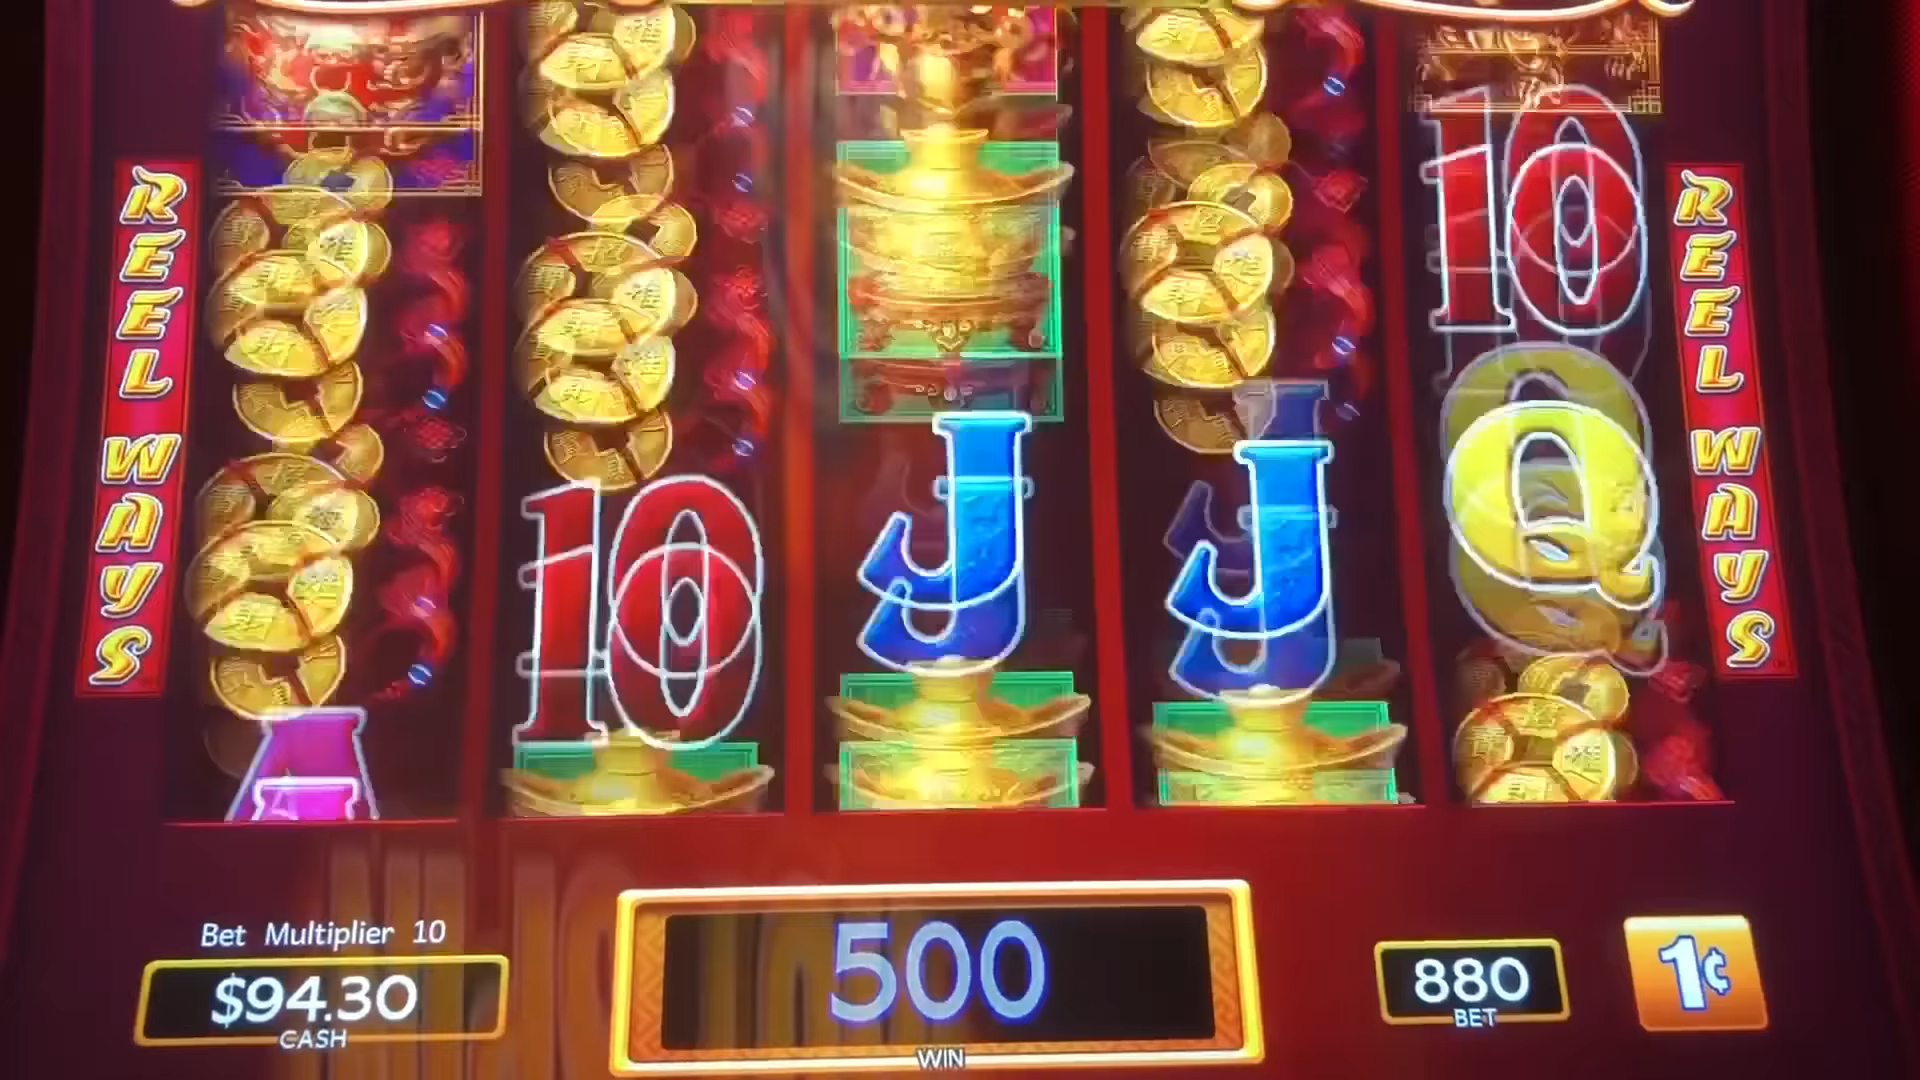 REEL WAYS
REEL WAYS
10
10
J
J
Q
Bet Multiplier 10
$94.30
CASH
500
WIN
880
BET
1¢